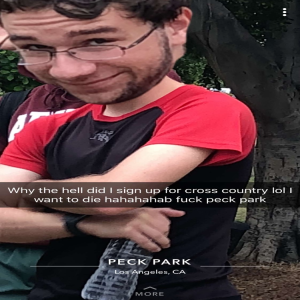 Why the hell did I sign up for cross country lol I
want to die hahahahab fuck peck park
PECK PARK
Los Angeles, CA
MORE